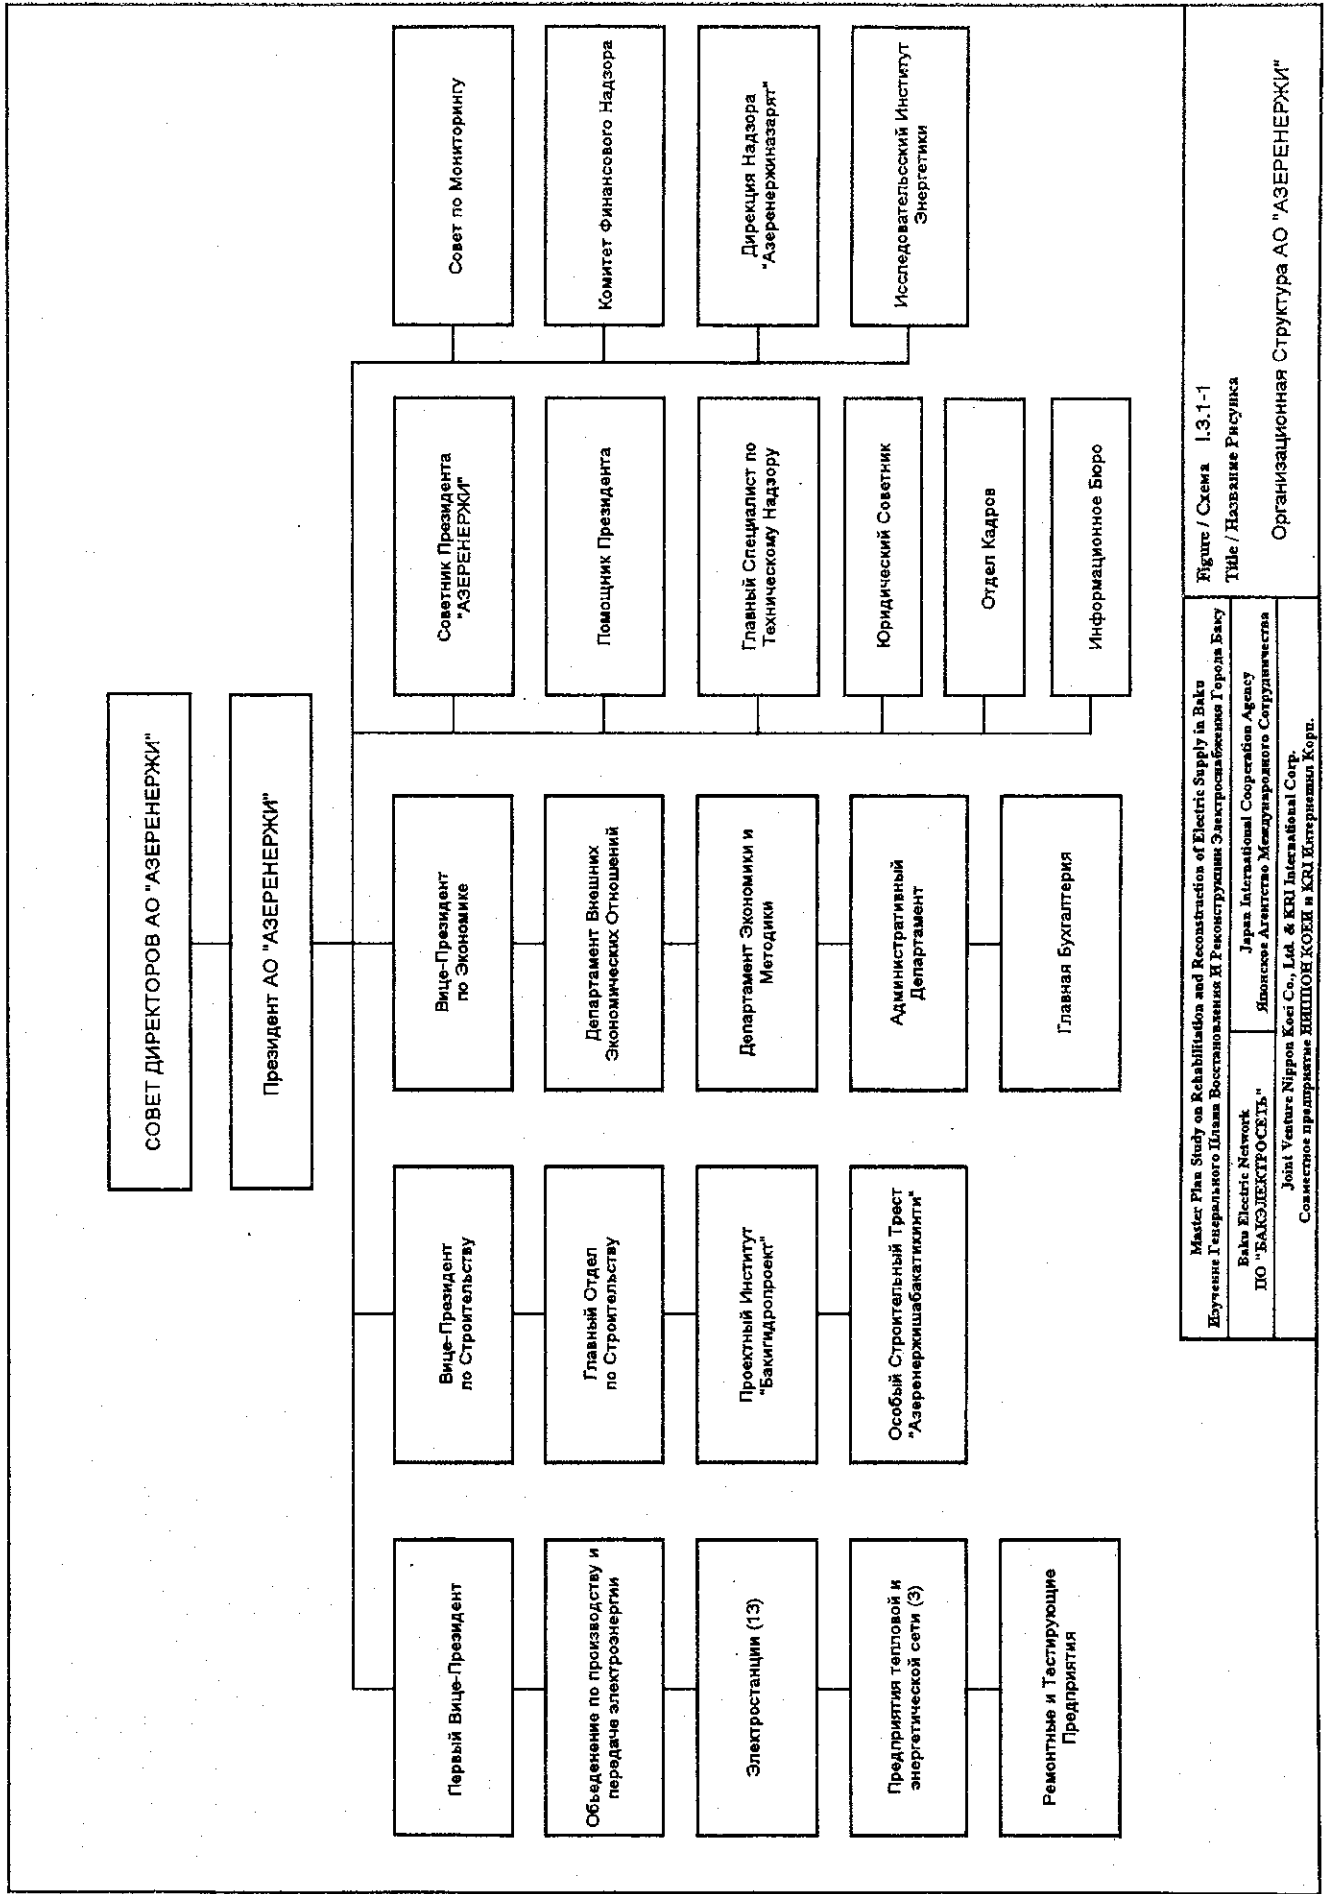 СОВЕТ ДИРЕКТОРОВ АО "АЗЕРЕНЕРЖИ"
Президент АО "АЗЕРЕНЕРЖИ"
Первый Вице-Президент
Обьеденение по производству и
передаче электроэнергии
Электростанции (13)
Предприятия тепловой и
энергетической сети (3)
Ремонтные и Тестирующие
Предприятия
Вице-Президент
по Строительству
Главный Отдел
по Строительству
Проектный Институт
"Бакигидропроект"
Особый Строительный Трест
"Азеренержишабакатикинти"
Вице-Президент
по Экономике
Департамент Внешних
Экономических Отношений
Департамент Экономики и
Методики
Административный
Департамент
Главная Бухгалтерия
Советник Президента
"АЗЕРЕНЕРЖИ"
Помощник Президента
Главный Специалист по
Техническому Надзору
Юридический Советник
Отдел Кадров
Информационное Бюро
Совет по Мониторингу
Комитет Финансового Надзора
Дирекция Надзора
"Азеренержиназарят"
Исследовательсский Институт
Энергетики
Master Plan Study on Rehabilitation and Reconstruction of Electric Supply in Baku
Изучение Генерального Плана Восстановления И Реконструкции Электроснабжения Города Баку
Baku Electric Network
ПО "БАКЭЛЕКТРОСЕТЬ"
Japan International Cooperation Agency
Японское Агентство Международного Сотрудничества
Joint Venture Nippon Koei Co., Ltd. & KRI International Corp.
Совместное предприятие НИППОН КОЕИ и KRI Интернешнл Корп.
Figure / Схема I.3.1-1
Title / Название Рисунка
Организационная Структура АО "АЗЕРЕНЕРЖИ"